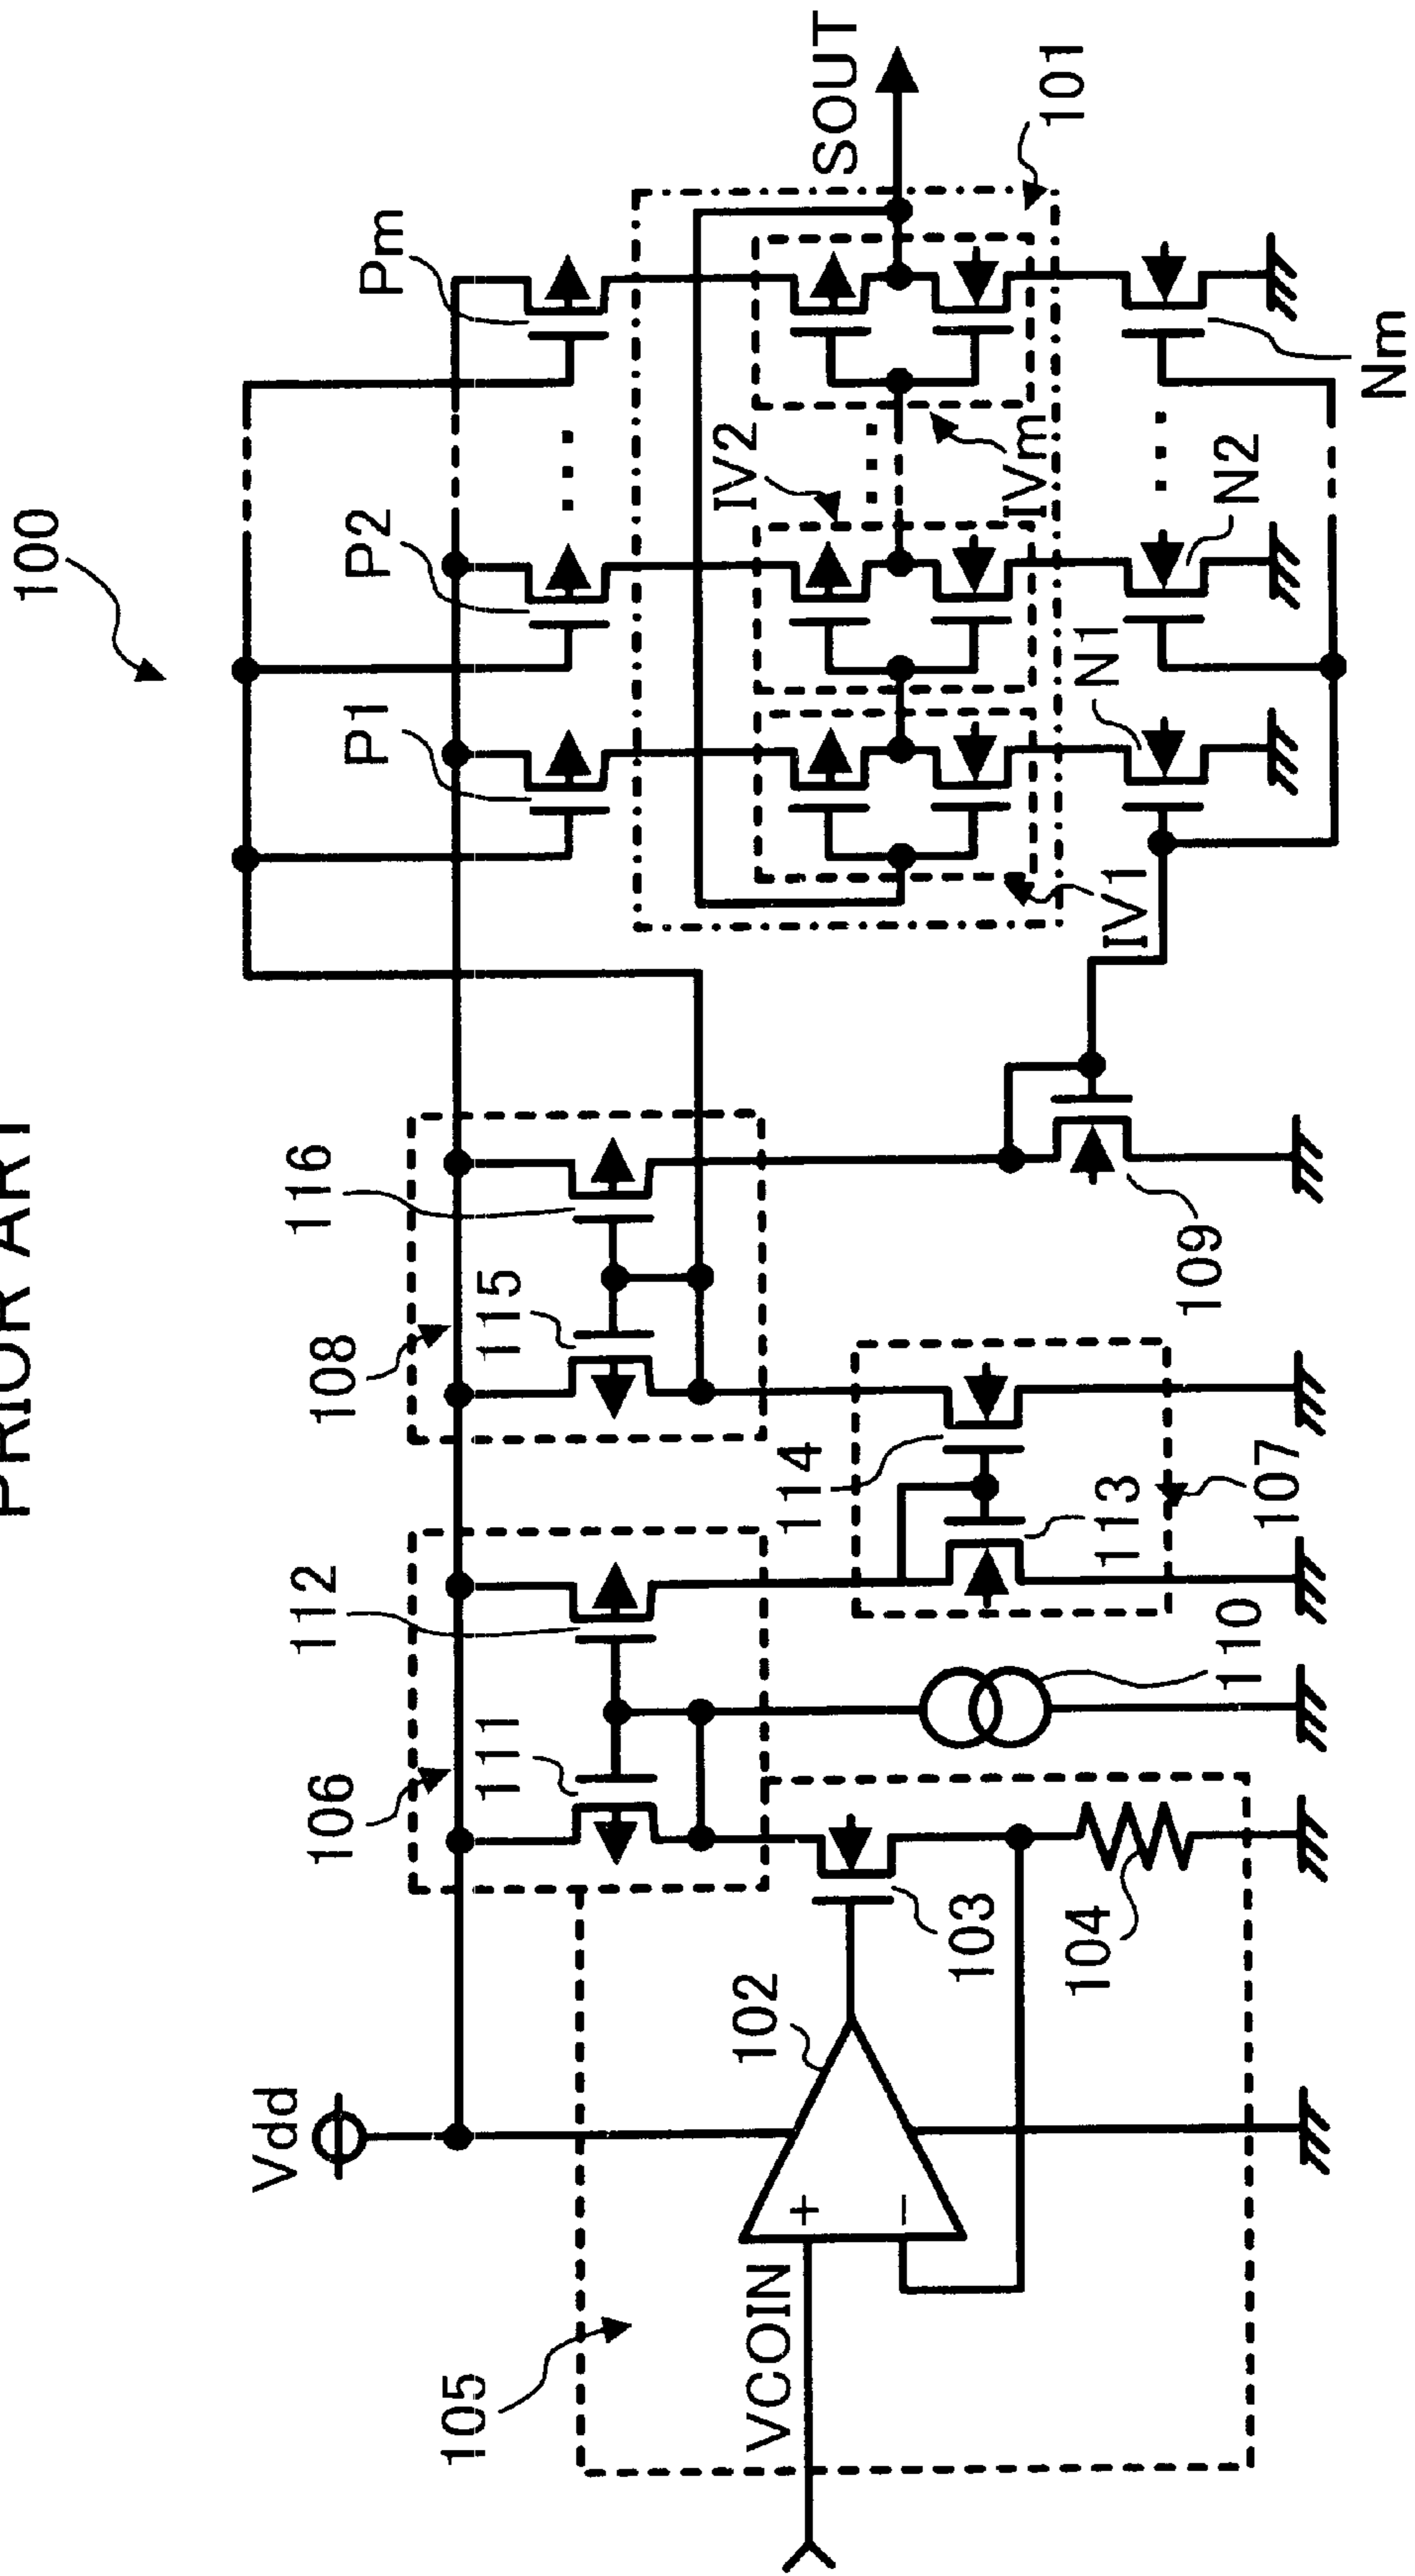 PRIOR ART
100
Vdd
105
VCOIN
+
−
102
103
104
106
111
112
110
107
113
114
108
115
116
109
P1
P2
Pm
IV1
IV2
IVm
N1
N2
Nm
101
SOUT